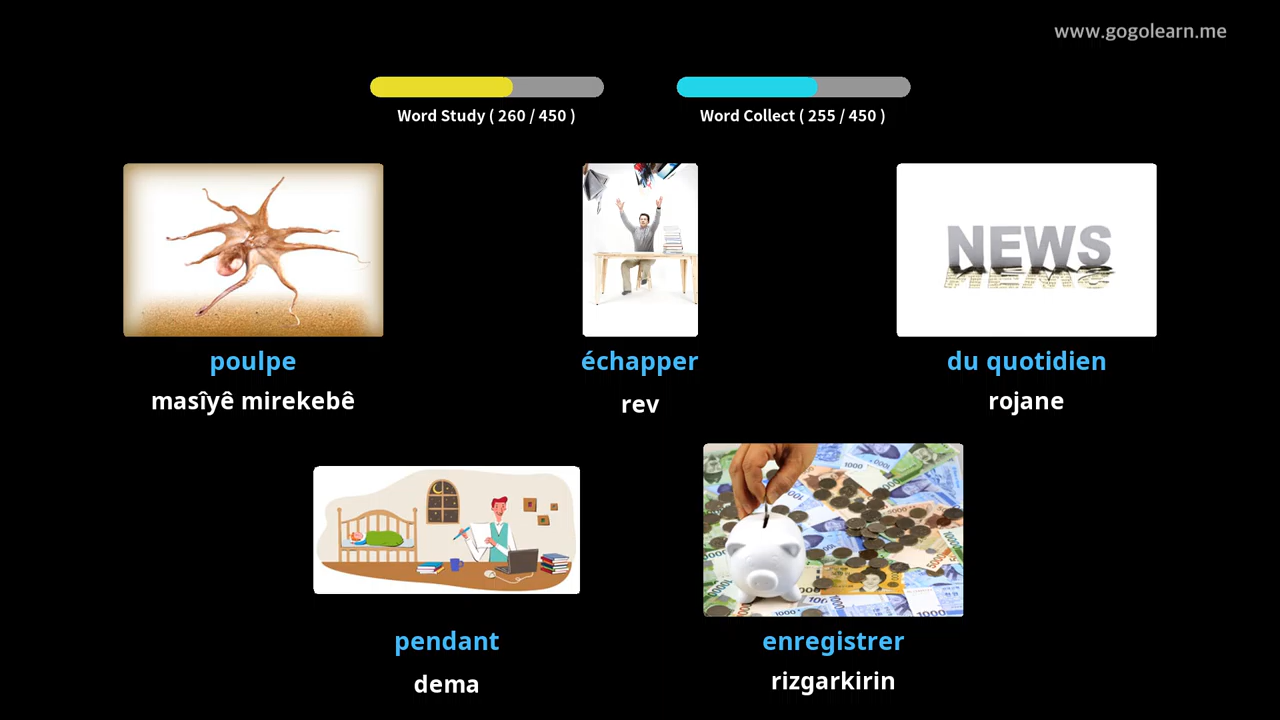 www.gogolearn.me
Word Study ( 260 / 450 )
Word Collect ( 255 / 450 )
NEWS
poulpe
échapper
du quotidien
masîyê mirekebê
rev
rojane
pendant
enregistrer
dema
rizgarkirin